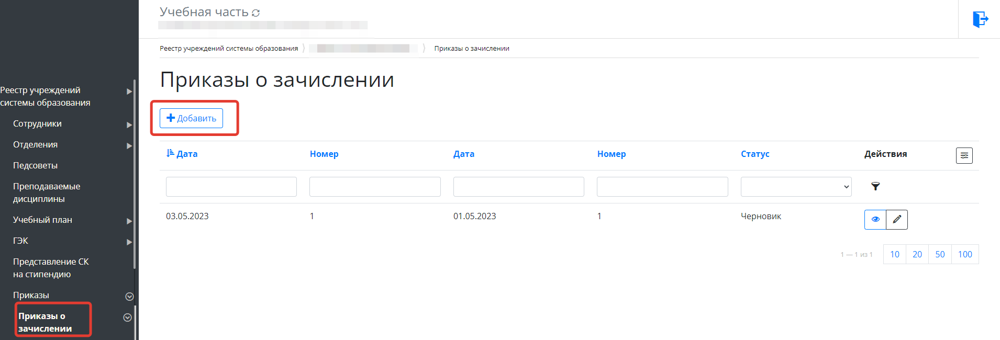 Учебная часть
Реестр учреждений системы образования
Приказы о зачислении
Приказы о зачислении
Добавить
Дата Номер Дата Номер Статус Действия
03.05.2023 1 01.05.2023 1 Черновик
1 — 1 из 1 10 20 50 100
Реестр учреждений
системы образования
Сотрудники
Отделения
Педсоветы
Преподаваемые
дисциплины
Учебный план
ГЭК
Представление СК
на стипендию
Приказы
Приказы о
зачислении